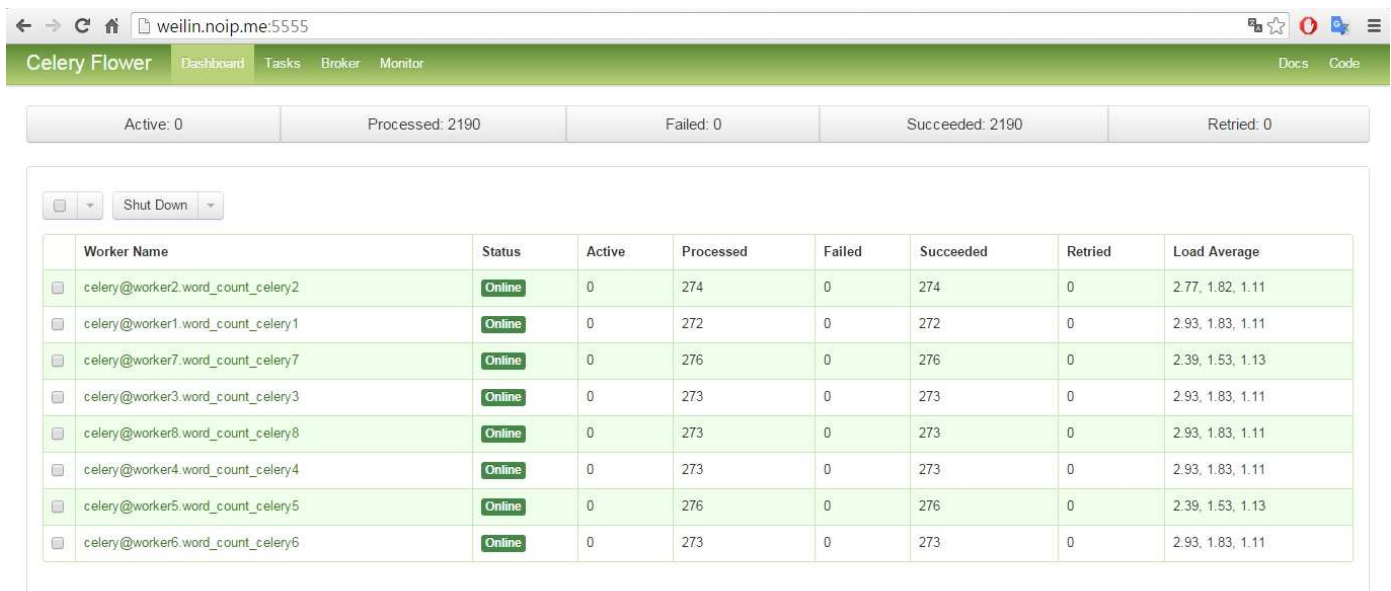 weilin.noip.me:5555
Celery Flower Dashboard Tasks Broker Monitor Docs Code
Active: 0 Processed: 2190 Failed: 0 Succeeded: 2190 Retried: 0
Shut Down
Worker Name Status Active Processed Failed Succeeded Retried Load Average
celery@worker2.word_count_celery2 Online 0 274 0 274 0 2.77, 1.82, 1.11
celery@worker1.word_count_celery1 Online 0 272 0 272 0 2.93, 1.83, 1.11
celery@worker7.word_count_celery7 Online 0 276 0 276 0 2.39, 1.53, 1.13
celery@worker3.word_count_celery3 Online 0 273 0 273 0 2.93, 1.83, 1.11
celery@worker8.word_count_celery8 Online 0 273 0 273 0 2.93, 1.83, 1.11
celery@worker4.word_count_celery4 Online 0 273 0 273 0 2.93, 1.83, 1.11
celery@worker5.word_count_celery5 Online 0 276 0 276 0 2.39, 1.53, 1.13
celery@worker6.word_count_celery6 Online 0 273 0 273 0 2.93, 1.83, 1.11